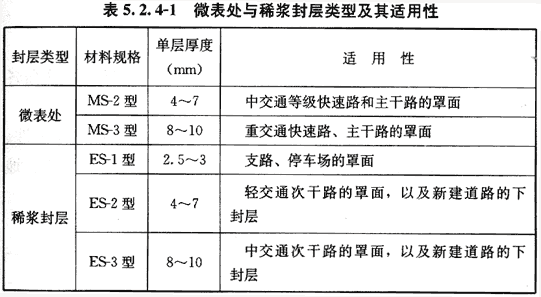 表 5.2.4-1 微表处与稀浆封层类型及其适用性
封层类型 材料规格 单层厚度（mm） 适 用 性
微表处 MS-2 型 4～7 中交通等级快速路和主干路的罩面
MS-3 型 8～10 重交通快速路、主干路的罩面
稀浆封层 ES-1 型 2.5～3 支路、停车场的罩面
ES-2 型 4～7 轻交通次干路的罩面，以及新建道路的下
封层
ES-3 型 8～10 中交通次干路的罩面，以及新建道路的下
封层